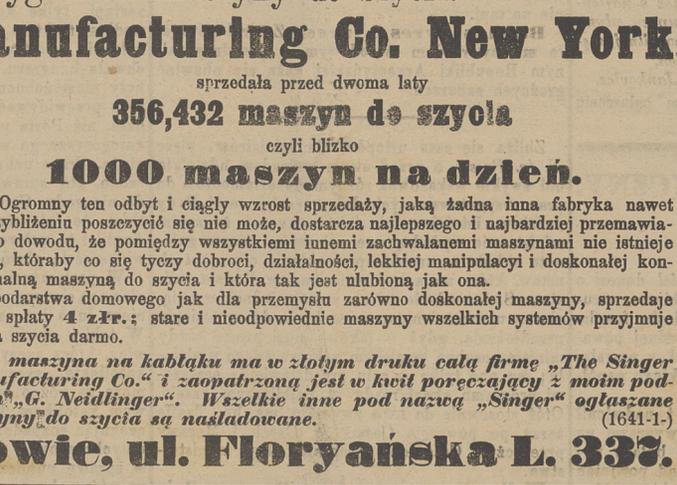 anufacturing Co. New York
sprzedała przed dwoma laty
356,432 maszyn do szycia
czyli blizko
1000 maszyn na dzień.
Ogromny ten odbyt i ciągły wzrost sprzedaży, jaką żadna inna fabryka nawet
zybliżeniu poszczycić się nie może, dostarcza najlepszego i najbardziej przemawia-
o dowodu, że pomiędzy wszystkiemi innemi zachwalanemi maszynami nie istnieje
, któraby co się tyczy dobroci, działalności, lekkiej manipulacyi i doskonałej kon-
nalną maszyną do szycia i która tak jest ulubioną jak ona.
podarstwa domowego jak dla przemysłu zarówno doskonałej maszyny, sprzedaje
spłaty 4 złr.; stare i nieodpowiednie maszyny wszelkich systemów przyjmuje
szycia darmo.
maszyna na kabłąku ma w złotym druku całą firmę „The Singer
ufacturing Co.“ i zaopatrzoną jest w kwit poręczający z moim pod-
„G. Neidlinger“. Wszelkie inne pod nazwą „Singer“ ogłaszane
yny do szycia są naśladowane. (1641-1-)
owie, ul. Floryańska L. 337.